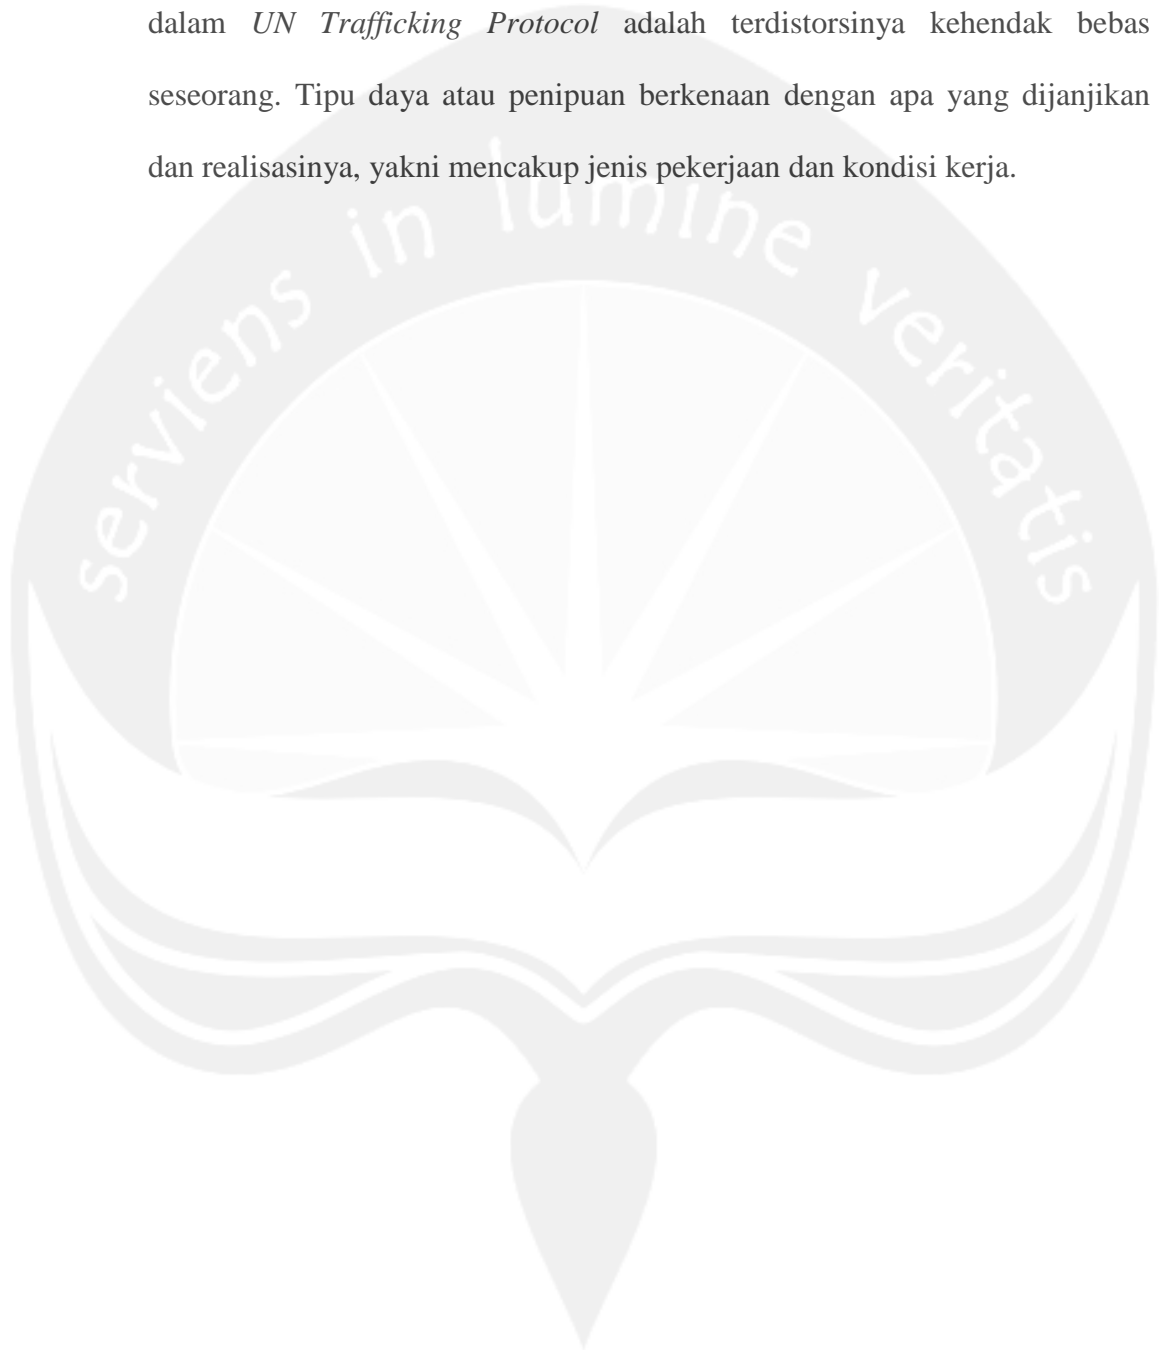 dalam UN Trafficking Protocol adalah terdistorsinya kehendak bebas
seseorang. Tipu daya atau penipuan berkenaan dengan apa yang dijanjikan
dan realisasinya, yakni mencakup jenis pekerjaan dan kondisi kerja.
serviens in lumine veritatis